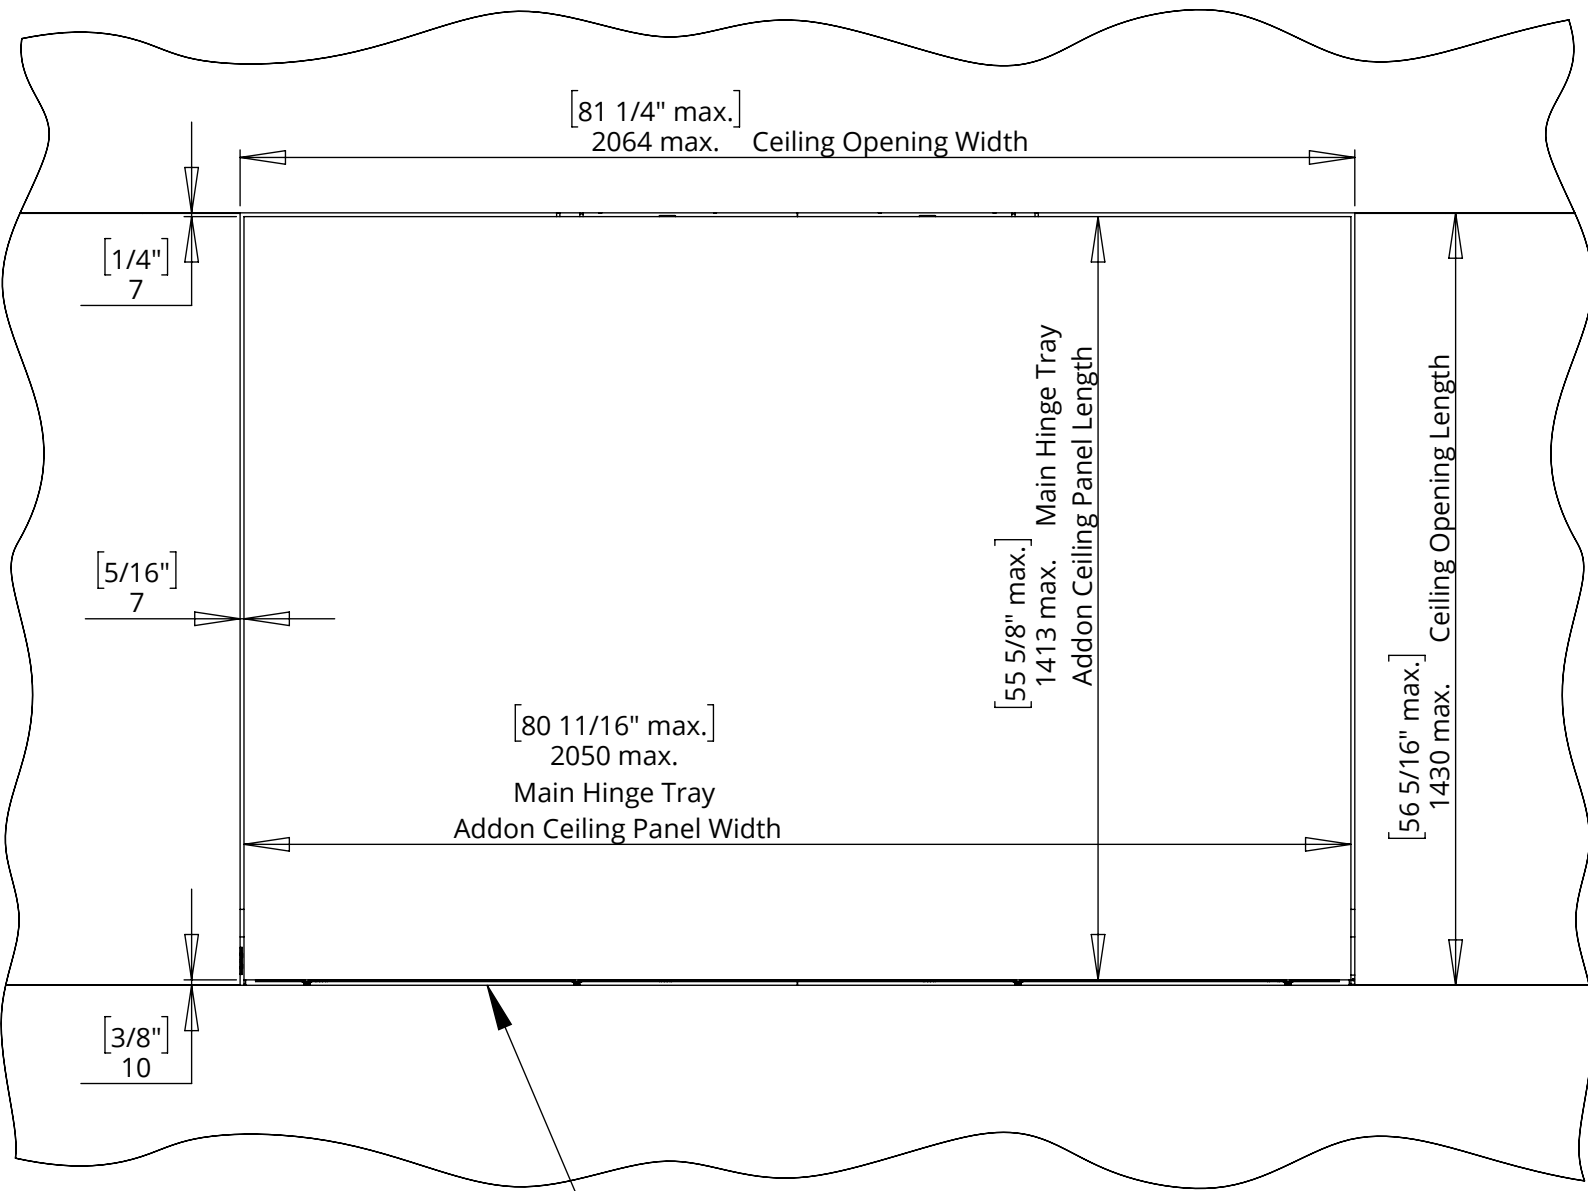 [81 1/4" max.]
2064 max. Ceiling Opening Width
[1/4"]
7
[5/16"]
7
[55 5/8" max.]
1413 max. Main Hinge Tray
Addon Ceiling Panel Length
[56 5/16" max.]
1430 max. Ceiling Opening Length
[80 11/16" max.]
2050 max.
Main Hinge Tray
Addon Ceiling Panel Width
[3/8"]
10